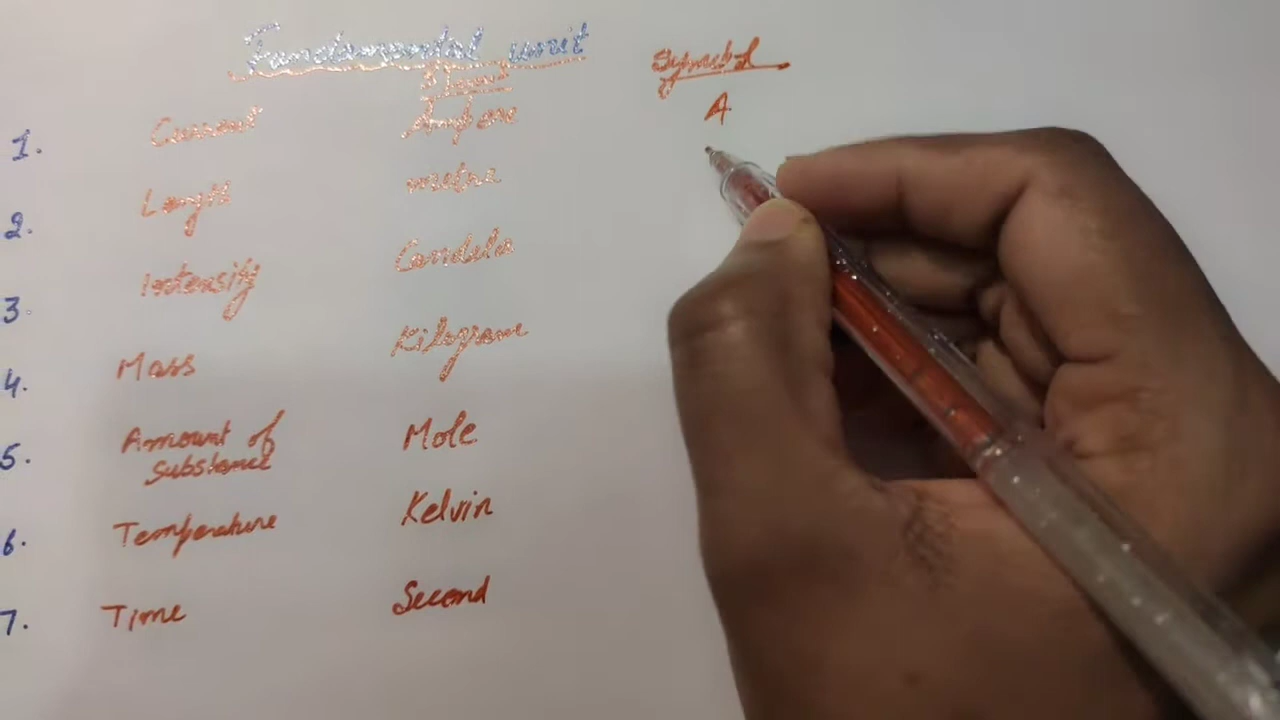 Fundamental unit Symbol
1. Current Ampere A
2. Length metre
3. Intensity Candela
4. Mass Kilogram
5. Amount of substance Mole
6. Temperature Kelvin
7. Time Second